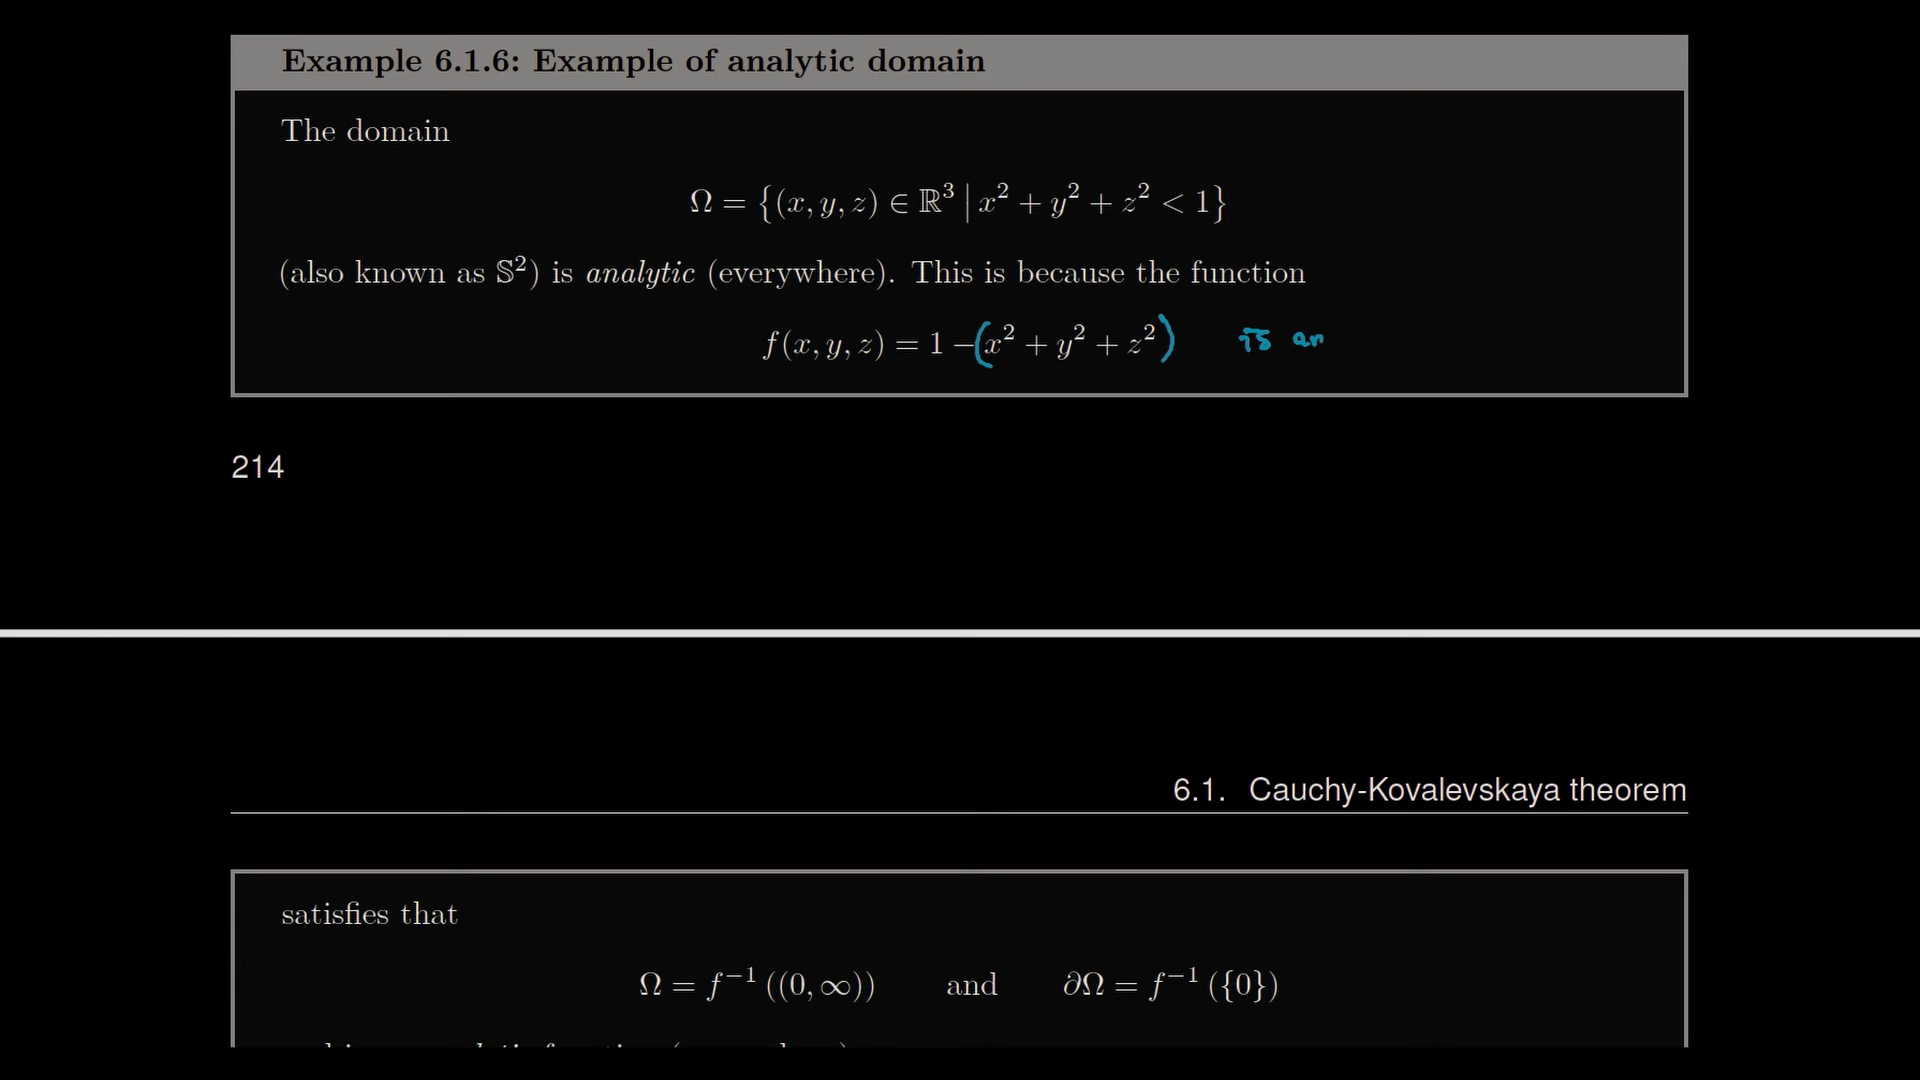 Example 6.1.6: Example of analytic domain
The domain
Ω = {(x, y, z) ∈ ℝ³ | x² + y² + z² < 1}
(also known as 𝕊²) is analytic (everywhere). This is because the function
f(x, y, z) = 1 −(x² + y² + z²) is an
214
6.1. Cauchy-Kovalevskaya theorem
satisfies that
Ω = f⁻¹ ((0, ∞)) and ∂Ω = f⁻¹ ({0})